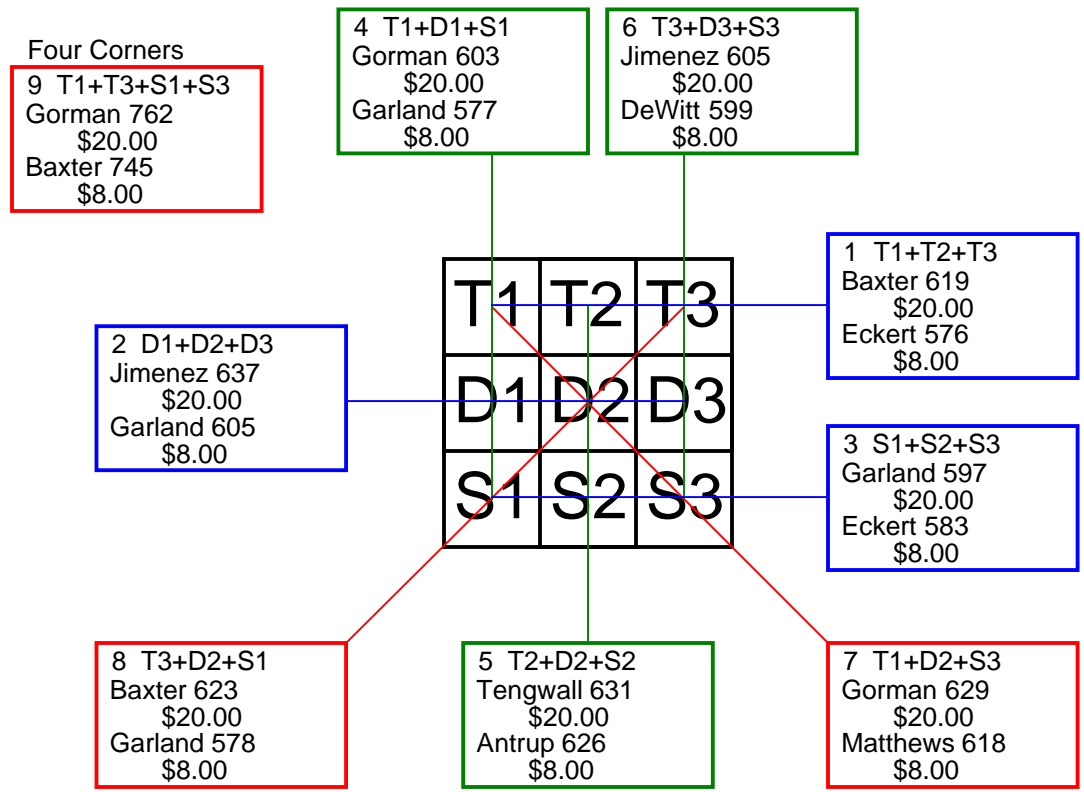 Four Corners
9 T1+T3+S1+S3
Gorman 762
$20.00
Baxter 745
$8.00
4 T1+D1+S1
Gorman 603
$20.00
Garland 577
$8.00
6 T3+D3+S3
Jimenez 605
$20.00
DeWitt 599
$8.00
1 T1+T2+T3
Baxter 619
$20.00
Eckert 576
$8.00
2 D1+D2+D3
Jimenez 637
$20.00
Garland 605
$8.00
T1 T2 T3
D1 D2 D3
S1 S2 S3
3 S1+S2+S3
Garland 597
$20.00
Eckert 583
$8.00
8 T3+D2+S1
Baxter 623
$20.00
Garland 578
$8.00
5 T2+D2+S2
Tengwall 631
$20.00
Antrup 626
$8.00
7 T1+D2+S3
Gorman 629
$20.00
Matthews 618
$8.00